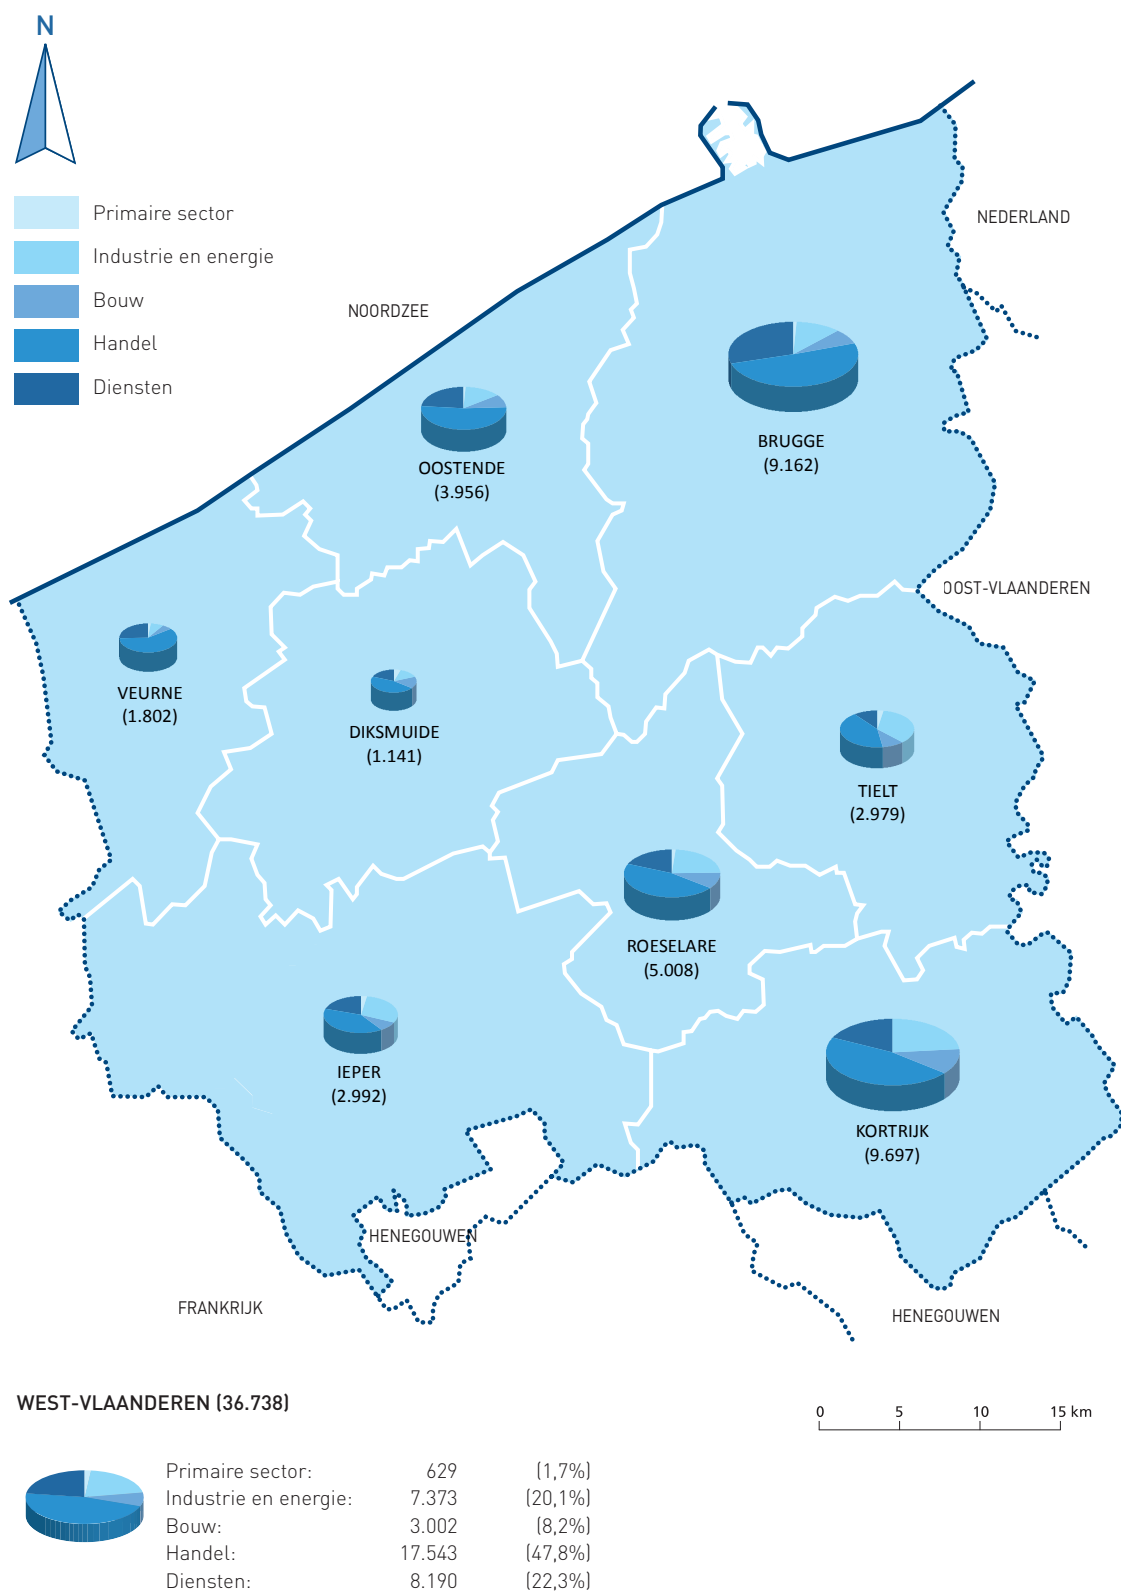 N
Primaire sector
Industrie en energie
Bouw
Handel
Diensten
NEDERLAND
NOORDZEE
BRUGGE
(9.162)
OOSTENDE
(3.956)
OOST-VLAANDEREN
VEURNE
(1.802)
DIKSMUIDE
(1.141)
TIELT
(2.979)
ROESELARE
(5.008)
IEPER
(2.992)
KORTRIJK
(9.697)
HENEGOUWEN
FRANKRIJK
HENEGOUWEN
WEST-VLAANDEREN (36.738)
0 5 10 15 km
Primaire sector: 629 (1,7%)
Industrie en energie: 7.373 (20,1%)
Bouw: 3.002 (8,2%)
Handel: 17.543 (47,8%)
Diensten: 8.190 (22,3%)